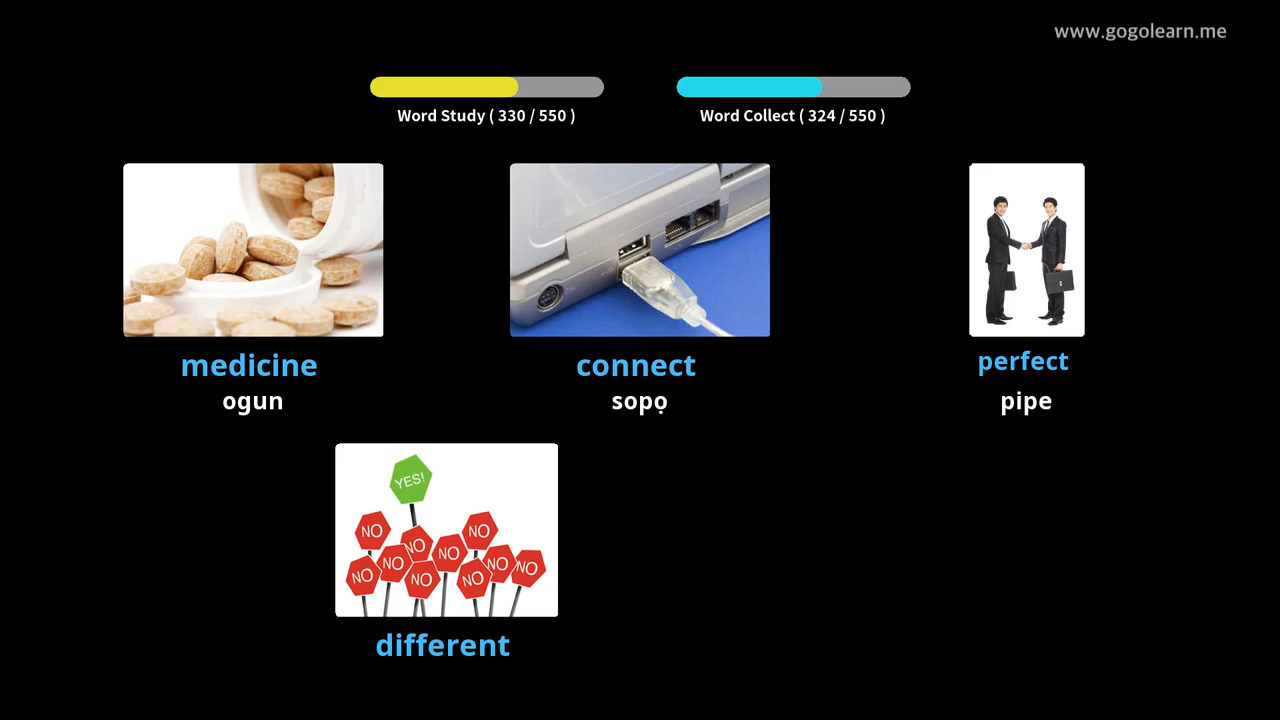 www.gogolearn.me
Word Study ( 330 / 550 )
Word Collect ( 324 / 550 )
medicine
ogun
connect
sopọ
perfect
pipe
YES!
NO
NO
NO
NO
NO
NO
NO
NO
NO
NO
different